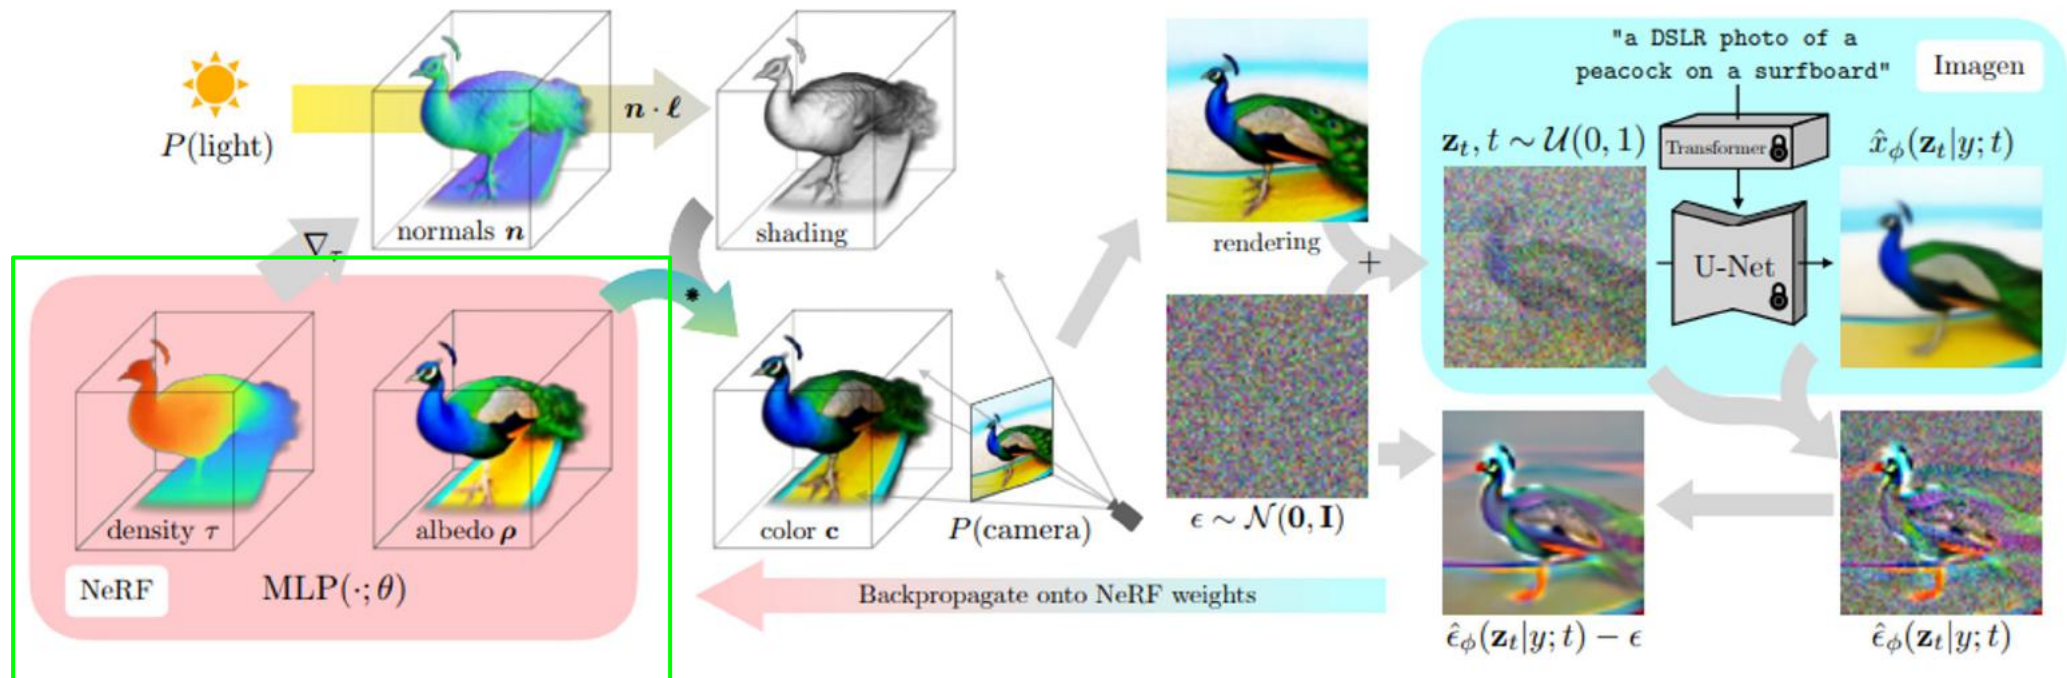 P(light)
n · ℓ
normals n
shading
∇τ
*
density τ
albedo ρ
NeRF
MLP(·; θ)
color c
P(camera)
Backpropagate onto NeRF weights
rendering
+
ϵ ∼ 𝒩(0, I)
"a DSLR photo of a
peacock on a surfboard"
Imagen
z_t, t ∼ 𝒰(0, 1)
Transformer
x̂_ϕ(z_t|y; t)
U-Net
ϵ̂_ϕ(z_t|y; t) − ϵ
ϵ̂_ϕ(z_t|y; t)